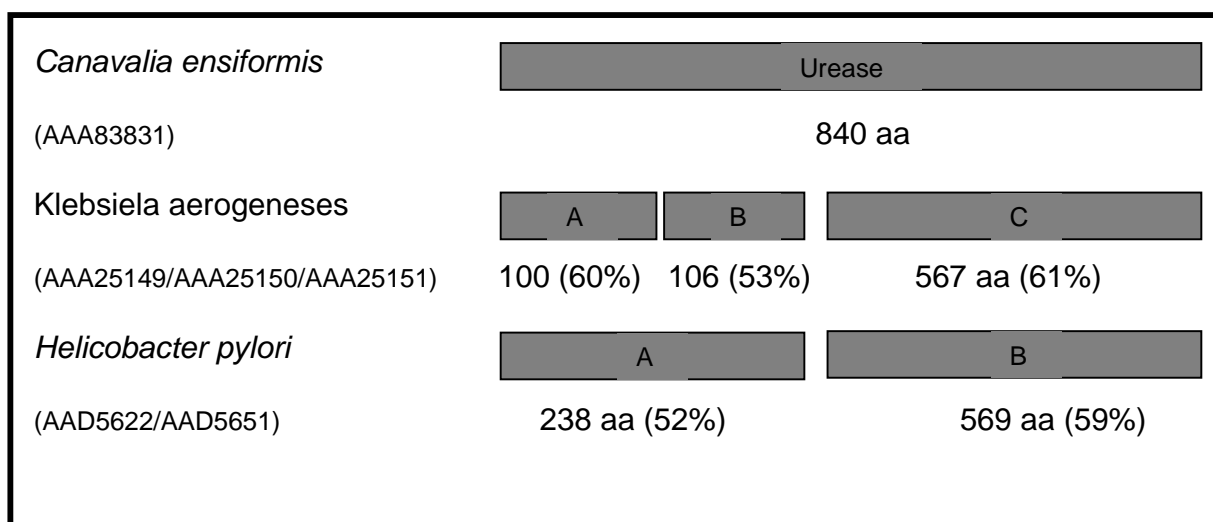 Canavalia ensiformis
Urease
(AAA83831)
840 aa
Klebsiela aerogeneses
A B C
(AAA25149/AAA25150/AAA25151)
100 (60%) 106 (53%) 567 aa (61%)
Helicobacter pylori
A B
(AAD5622/AAD5651)
238 aa (52%) 569 aa (59%)